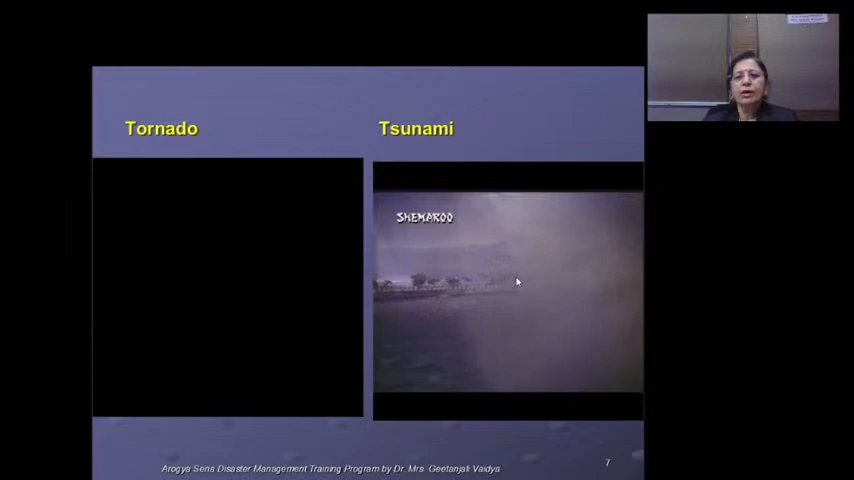 Tornado
Tsunami
SHEMAROO
Arogya Sena Disaster Management Training Program by Dr. Mrs. Geetanjali Vaidya
7